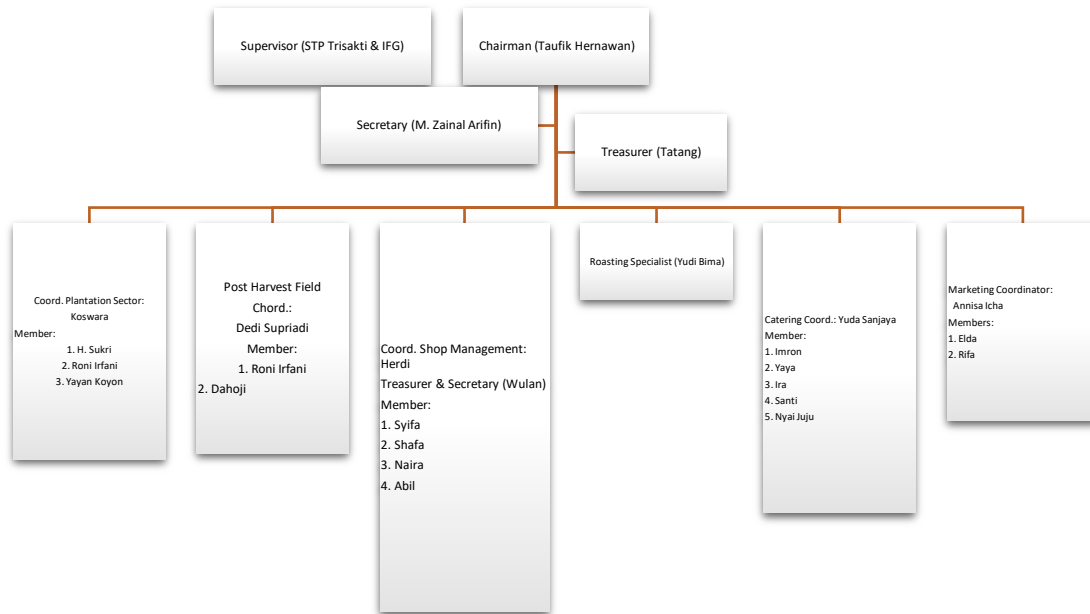 Supervisor (STP Trisakti & IFG)
Chairman (Taufik Hernawan)
Secretary (M. Zainal Arifin)
Treasurer (Tatang)
Coord. Plantation Sector:
Koswara
Member:
1. H. Sukri
2. Roni Irfani
3. Yayan Koyon
Post Harvest Field
Chord.:
Dedi Supriadi
Member:
1. Roni Irfani
2. Dahoji
Coord. Shop Management:
Herdi
Treasurer & Secretary (Wulan)
Member:
1. Syifa
2. Shafa
3. Naira
4. Abil
Roasting Specialist (Yudi Bima)
Catering Coord.: Yuda Sanjaya
Member:
1. Imron
2. Yaya
3. Ira
4. Santi
5. Nyai Juju
Marketing Coordinator:
Annisa Icha
Members:
1. Elda
2. Rifa